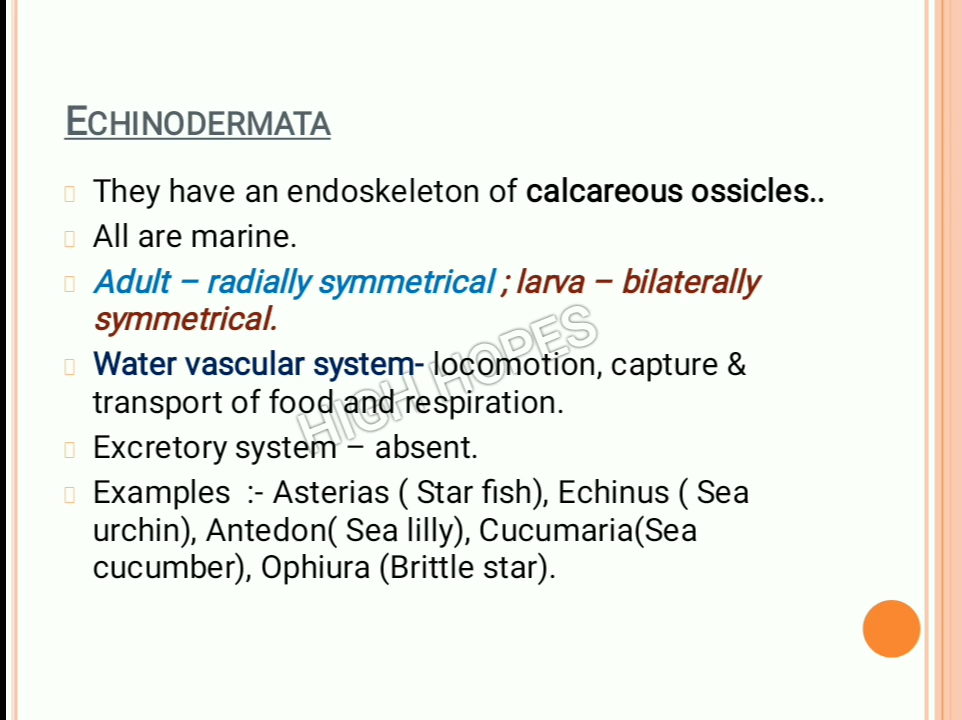 ECHINODERMATA
They have an endoskeleton of calcareous ossicles..
All are marine.
Adult – radially symmetrical ; larva – bilaterally
symmetrical.
Water vascular system- locomotion, capture &
transport of food and respiration.
Excretory system – absent.
Examples :- Asterias ( Star fish), Echinus ( Sea
urchin), Antedon( Sea lilly), Cucumaria(Sea
cucumber), Ophiura (Brittle star).
HIGH HOPES